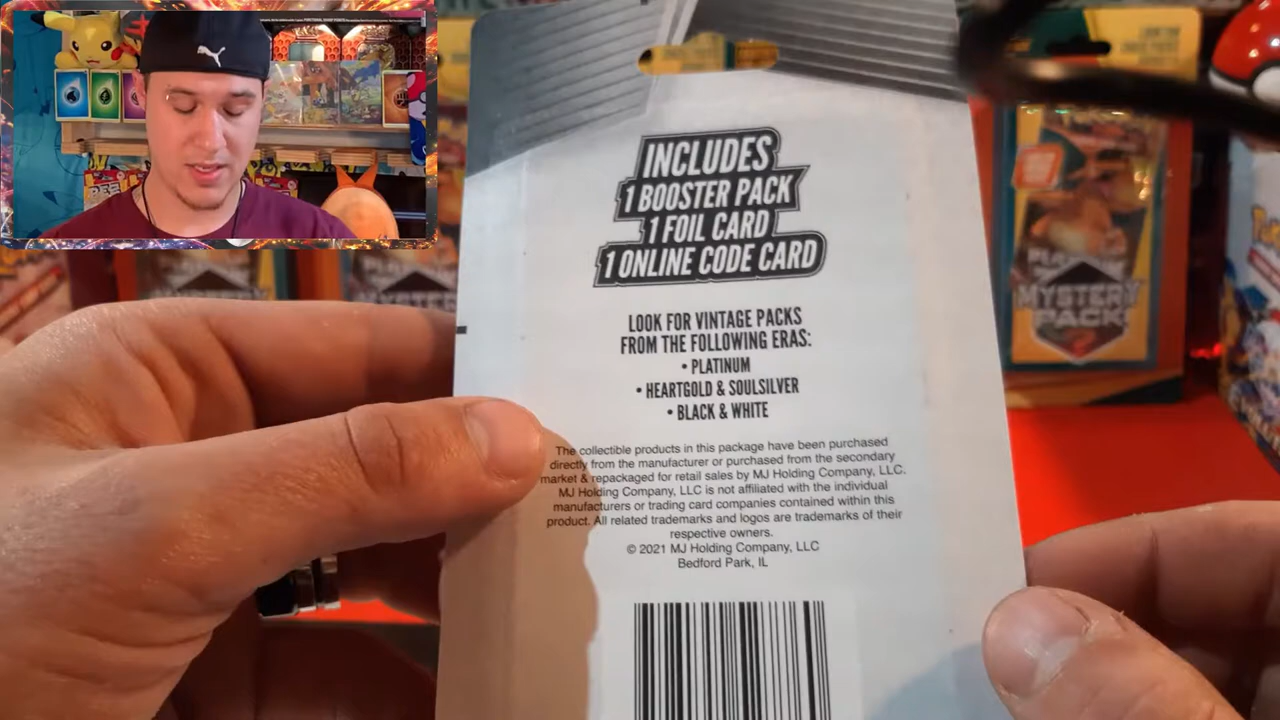 INCLUDES
1 BOOSTER PACK
1 FOIL CARD
1 ONLINE CODE CARD
LOOK FOR VINTAGE PACKS
FROM THE FOLLOWING ERAS:
• PLATINUM
• HEARTGOLD & SOULSILVER
• BLACK & WHITE
The collectible products in this package have been purchased
directly from the manufacturer or purchased from the secondary
market & repackaged for retail sales by MJ Holding Company, LLC.
MJ Holding Company, LLC is not affiliated with the individual
manufacturers or trading card companies contained within this
product. All related trademarks and logos are trademarks of their
respective owners.
© 2021 MJ Holding Company, LLC
Bedford Park, IL
MYSTERY
PACK